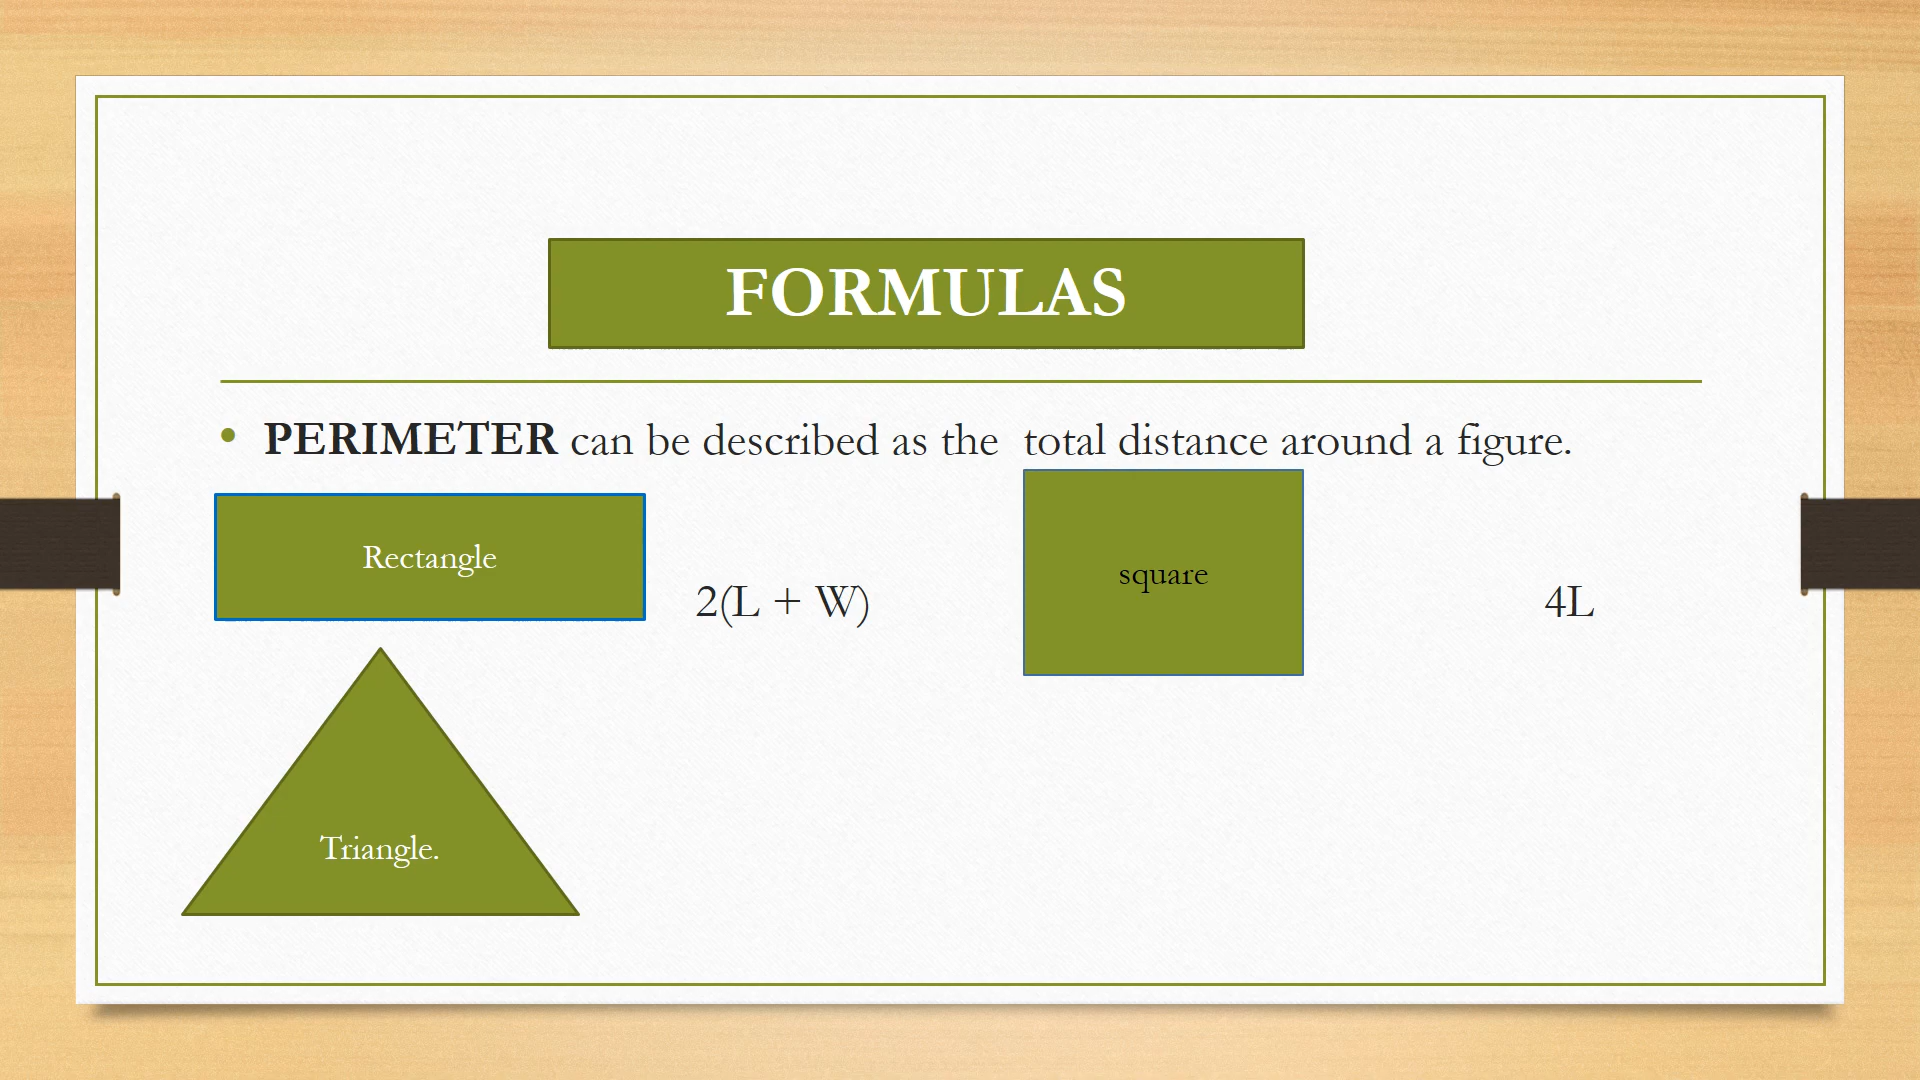 FORMULAS
• PERIMETER can be described as the  total distance around a figure.
Rectangle
2(L + W)
square
4L
Triangle.